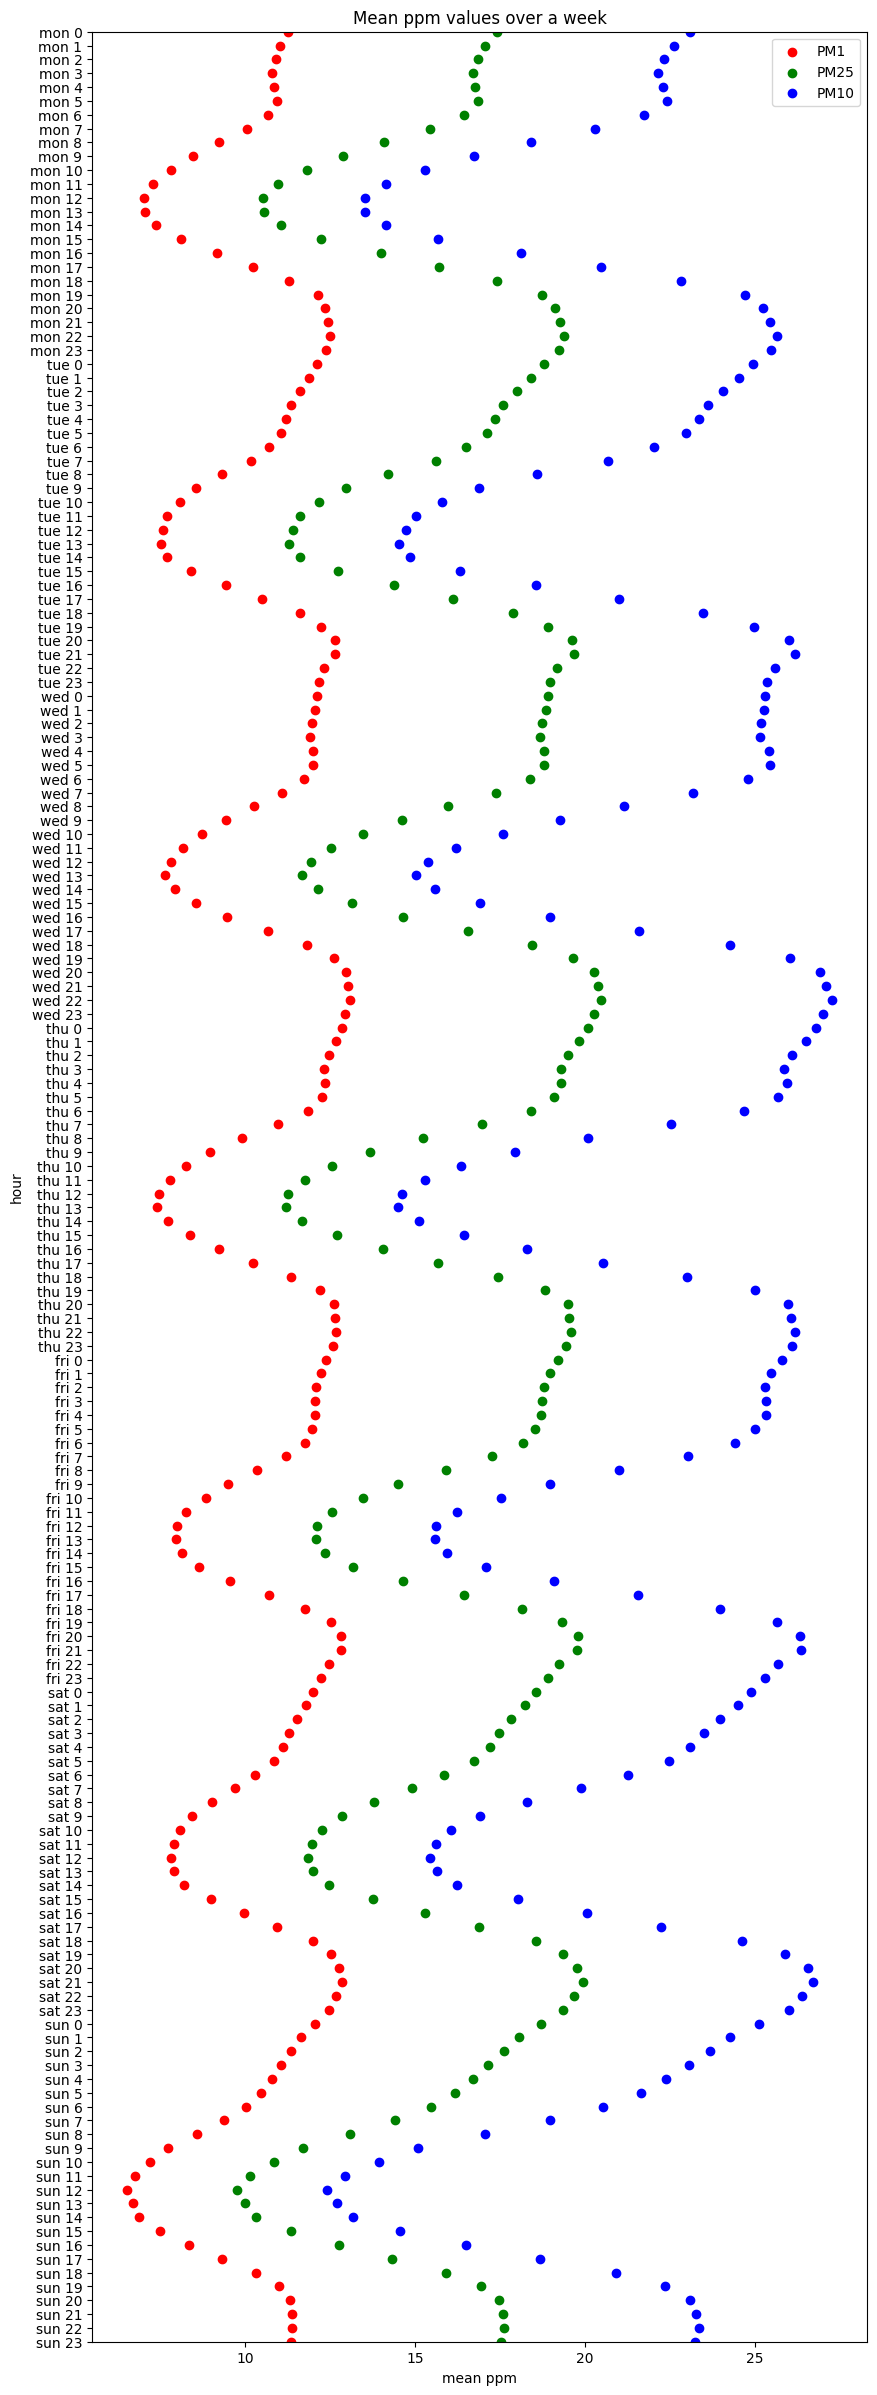 Mean ppm values over a week
PM1
PM25
PM10
mon 0
mon 1
mon 2
mon 3
mon 4
mon 5
mon 6
mon 7
mon 8
mon 9
mon 10
mon 11
mon 12
mon 13
mon 14
mon 15
mon 16
mon 17
mon 18
mon 19
mon 20
mon 21
mon 22
mon 23
tue 0
tue 1
tue 2
tue 3
tue 4
tue 5
tue 6
tue 7
tue 8
tue 9
tue 10
tue 11
tue 12
tue 13
tue 14
tue 15
tue 16
tue 17
tue 18
tue 19
tue 20
tue 21
tue 22
tue 23
wed 0
wed 1
wed 2
wed 3
wed 4
wed 5
wed 6
wed 7
wed 8
wed 9
wed 10
wed 11
wed 12
wed 13
wed 14
wed 15
wed 16
wed 17
wed 18
wed 19
wed 20
wed 21
wed 22
wed 23
thu 0
thu 1
thu 2
thu 3
thu 4
thu 5
thu 6
thu 7
thu 8
thu 9
thu 10
thu 11
thu 12
thu 13
thu 14
thu 15
thu 16
thu 17
thu 18
thu 19
thu 20
thu 21
thu 22
thu 23
fri 0
fri 1
fri 2
fri 3
fri 4
fri 5
fri 6
fri 7
fri 8
fri 9
fri 10
fri 11
fri 12
fri 13
fri 14
fri 15
fri 16
fri 17
fri 18
fri 19
fri 20
fri 21
fri 22
fri 23
sat 0
sat 1
sat 2
sat 3
sat 4
sat 5
sat 6
sat 7
sat 8
sat 9
sat 10
sat 11
sat 12
sat 13
sat 14
sat 15
sat 16
sat 17
sat 18
sat 19
sat 20
sat 21
sat 22
sat 23
sun 0
sun 1
sun 2
sun 3
sun 4
sun 5
sun 6
sun 7
sun 8
sun 9
sun 10
sun 11
sun 12
sun 13
sun 14
sun 15
sun 16
sun 17
sun 18
sun 19
sun 20
sun 21
sun 22
sun 23
hour
10 15 20 25
mean ppm